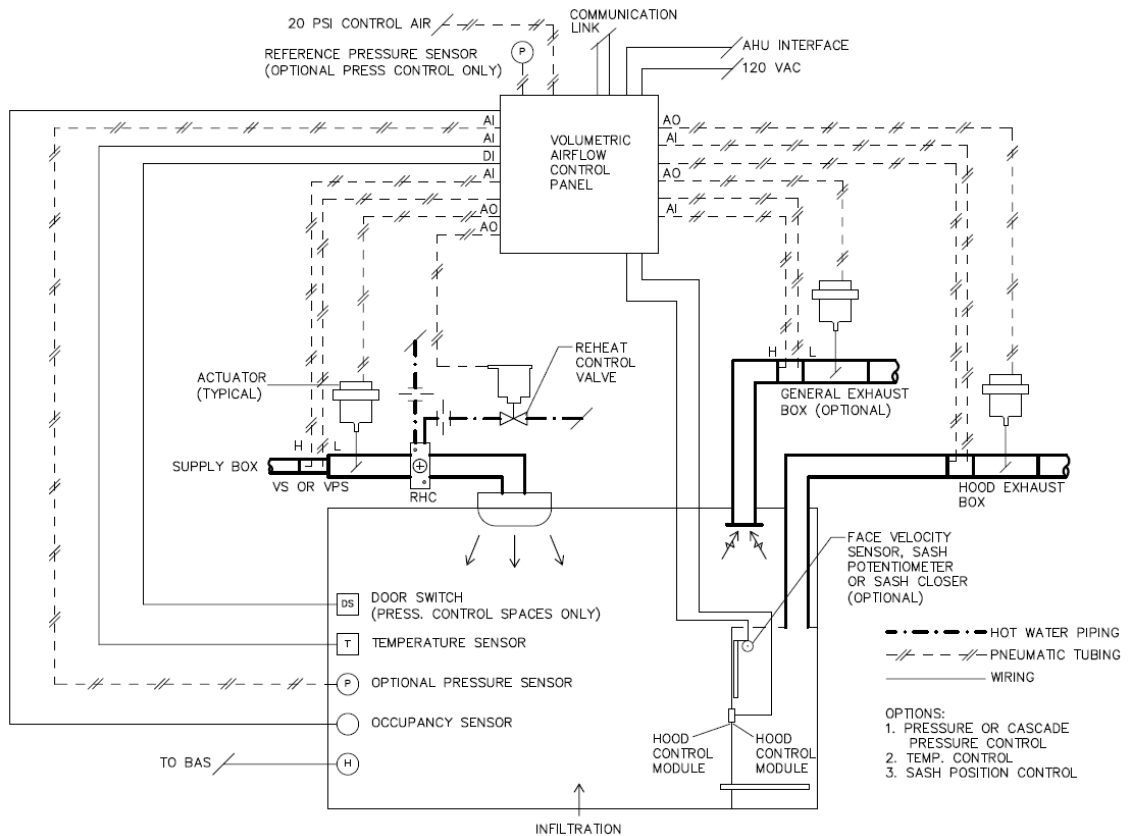 20 PSI CONTROL AIR
COMMUNICATION
LINK
REFERENCE PRESSURE SENSOR
(OPTIONAL PRESS CONTROL ONLY)
P
AHU INTERFACE
120 VAC
VOLUMETRIC
AIRFLOW
CONTROL
PANEL
AI
AI
DI
AI
AO
AO
AO
AI
AO
AI
ACTUATOR
(TYPICAL)
REHEAT
CONTROL
VALVE
H L
GENERAL EXHAUST
BOX (OPTIONAL)
H L
SUPPLY BOX
VS OR VPS
RHC
HOOD EXHAUST
BOX
FACE VELOCITY
SENSOR, SASH
POTENTIOMETER
OR SASH CLOSER
(OPTIONAL)
DS
DOOR SWITCH
(PRESS. CONTROL SPACES ONLY)
T
TEMPERATURE SENSOR
P
OPTIONAL PRESSURE SENSOR
OCCUPANCY SENSOR
TO BAS
H
HOOD
CONTROL
MODULE
HOOD
CONTROL
MODULE
INFILTRATION
HOT WATER PIPING
PNEUMATIC TUBING
WIRING
OPTIONS:
1. PRESSURE OR CASCADE
PRESSURE CONTROL
2. TEMP. CONTROL
3. SASH POSITION CONTROL